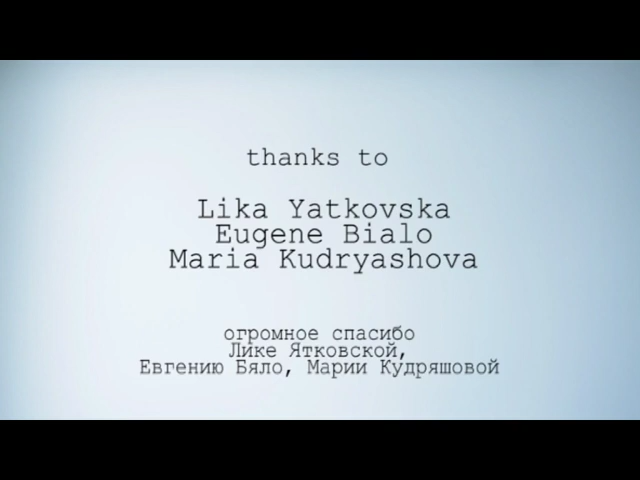 thanks to
Lika Yatkovska
Eugene Bialo
Maria Kudryashova
огромное спасибо
Лике Ятковской,
Евгению Бяло, Марии Кудряшовой